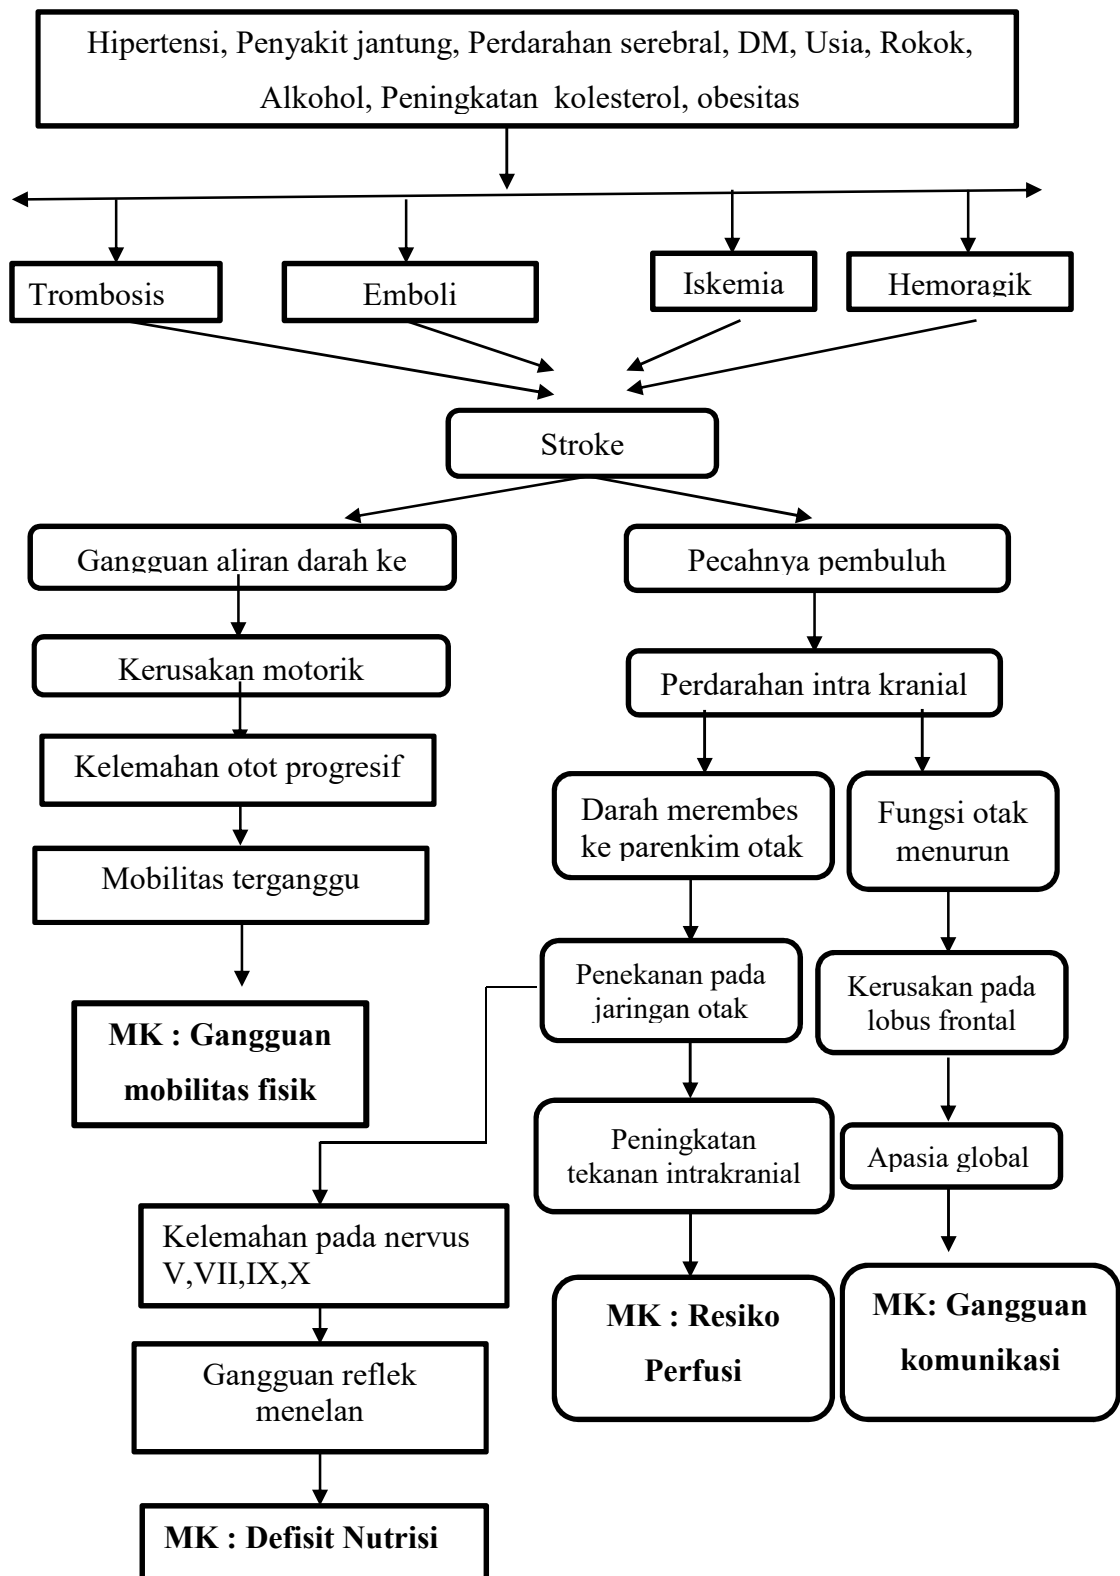 Hipertensi, Penyakit jantung, Perdarahan serebral, DM, Usia, Rokok,
Alkohol, Peningkatan kolesterol, obesitas
Trombosis
Emboli
Iskemia
Hemoragik
Stroke
Gangguan aliran darah ke
Pecahnya pembuluh
Kerusakan motorik
Perdarahan intra kranial
Kelemahan otot progresif
Darah merembes
ke parenkim otak
Fungsi otak
menurun
Mobilitas terganggu
Penekanan pada
jaringan otak
Kerusakan pada
lobus frontal
MK : Gangguan
mobilitas fisik
Peningkatan
tekanan intrakranial
Apasia global
Kelemahan pada nervus
V,VII,IX,X
MK : Resiko
Perfusi
MK: Gangguan
komunikasi
Gangguan reflek
menelan
MK : Defisit Nutrisi